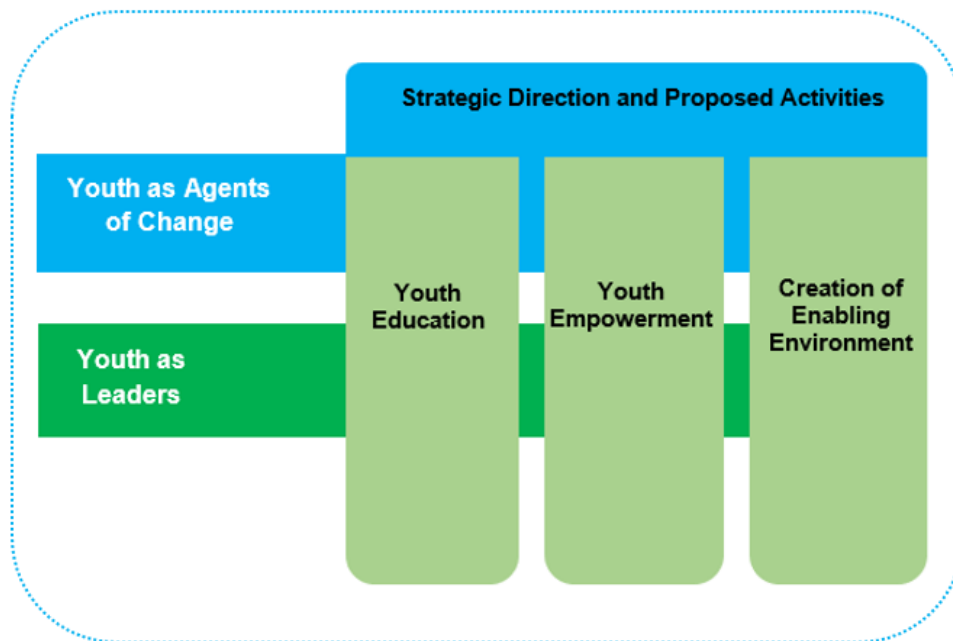 Strategic Direction and Proposed Activities
Youth as Agents
of Change
Youth as
Leaders
Youth
Education
Youth
Empowerment
Creation of
Enabling
Environment